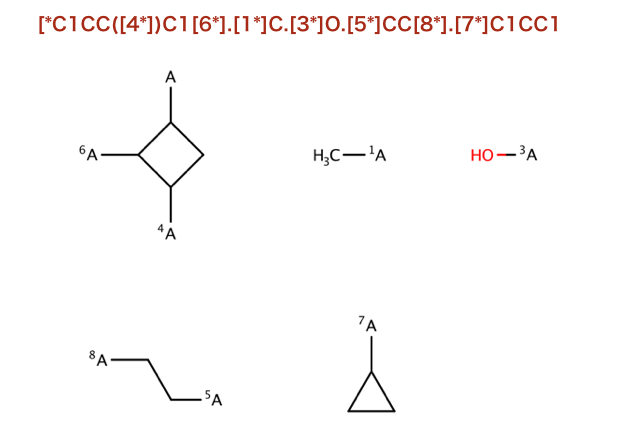 [*C1CC([4*])C1[6*].[1*]C.[3*]O.[5*]CC[8*].[7*]C1CC1
A
⁶A
⁴A
H₃C ¹A
HO ³A
⁸A
⁵A
⁷A